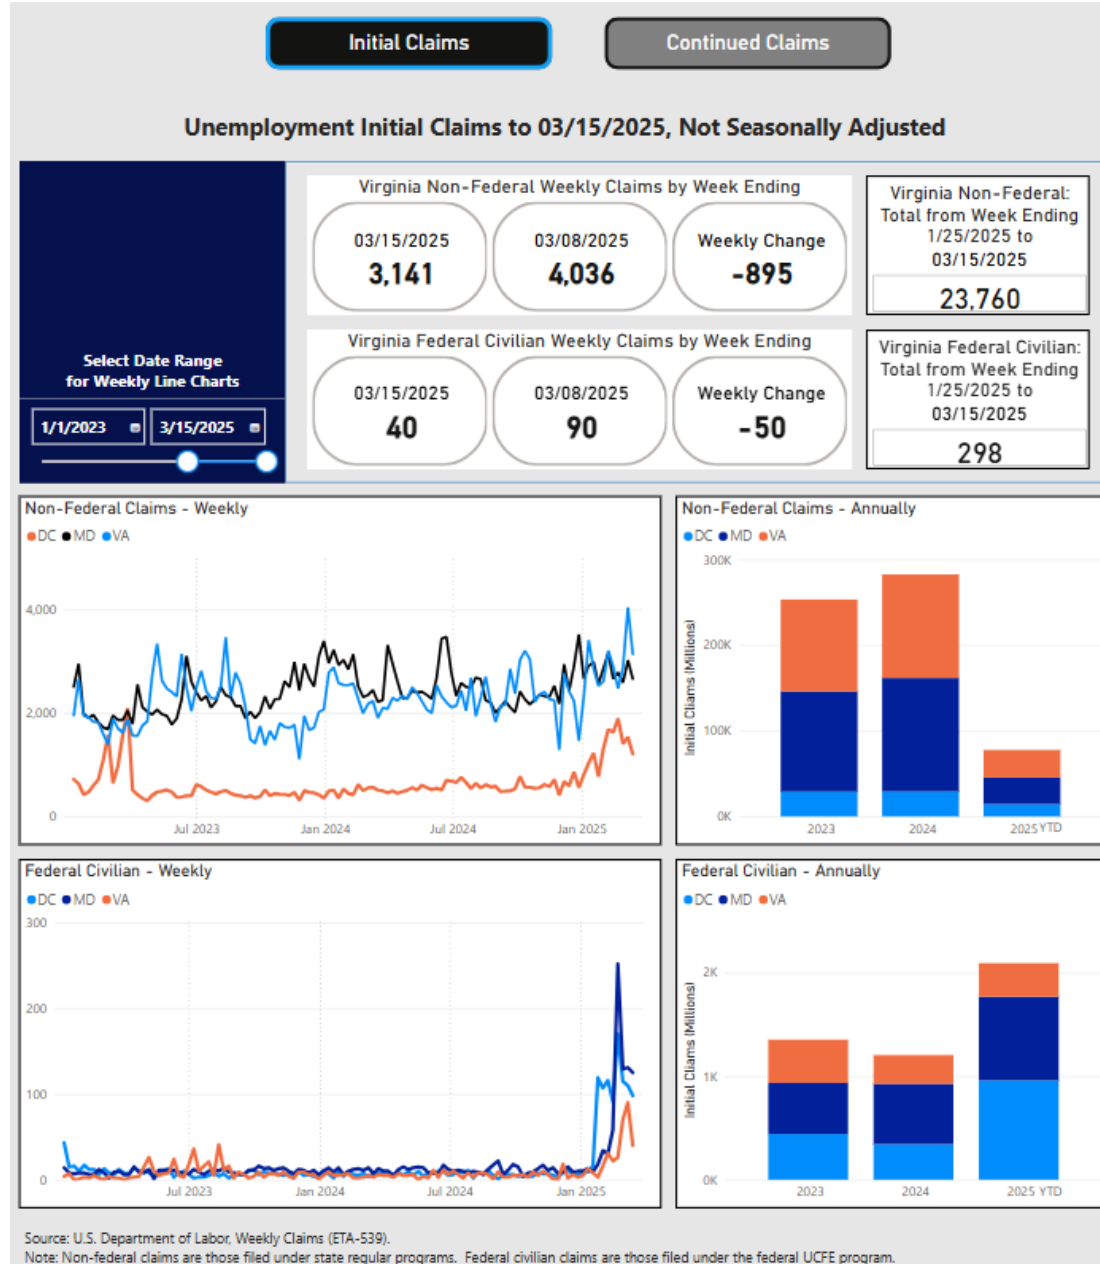 Initial Claims
Continued Claims
Unemployment Initial Claims to 03/15/2025, Not Seasonally Adjusted
Select Date Range
for Weekly Line Charts
1/1/2023
3/15/2025
Virginia Non-Federal Weekly Claims by Week Ending
03/15/2025
3,141
03/08/2025
4,036
Weekly Change
-895
Virginia Non-Federal:
Total from Week Ending
1/25/2025 to
03/15/2025
23,760
Virginia Federal Civilian Weekly Claims by Week Ending
03/15/2025
40
03/08/2025
90
Weekly Change
-50
Virginia Federal Civilian:
Total from Week Ending
1/25/2025 to
03/15/2025
298
Non-Federal Claims - Weekly
DC MD VA
4,000
2,000
0
Jul 2023
Jan 2024
Jul 2024
Jan 2025
Non-Federal Claims - Annually
DC MD VA
Initial Cliams (Millions)
300K
200K
100K
0K
2023
2024
2025 YTD
Federal Civilian - Weekly
DC MD VA
300
200
100
0
Jul 2023
Jan 2024
Jul 2024
Jan 2025
Federal Civilian - Annually
DC MD VA
Initial Cliams (Millions)
2K
1K
0K
2023
2024
2025 YTD
Source: U.S. Department of Labor, Weekly Claims (ETA-539).
Note: Non-federal claims are those filed under state regular programs. Federal civilian claims are those filed under the federal UCFE program.